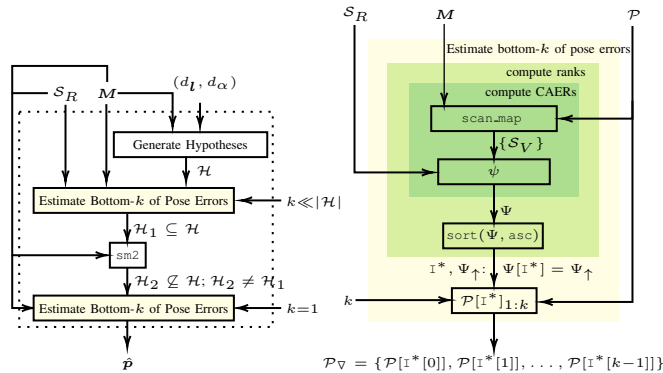 𝒮_R M (d_l, d_α)
Generate Hypotheses
ℋ
Estimate Bottom-k of Pose Errors
k≪|ℋ|
ℋ_1 ⊆ ℋ
sm2
ℋ_2 ⊈ ℋ; ℋ_2 ≠ ℋ_1
Estimate Bottom-k of Pose Errors
k=1
p̂
𝒮_R M 𝒫
Estimate bottom-k of pose errors
compute ranks
compute CAERs
scan_map
{𝒮_V}
ψ
Ψ
sort(Ψ, asc)
I*, Ψ↑: Ψ[I*] = Ψ↑
k
𝒫[I*]_{1:k}
𝒫_∇ = {𝒫[I*[0]], 𝒫[I*[1]], ..., 𝒫[I*[k−1]]}